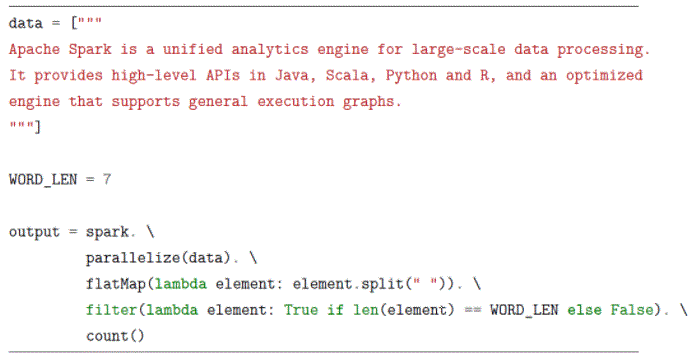 data = ["""
Apache Spark is a unified analytics engine for large-scale data processing.
It provides high-level APIs in Java, Scala, Python and R, and an optimized
engine that supports general execution graphs.
"""]
WORD_LEN = 7
output = spark. \
parallelize(data). \
flatMap(lambda element: element.split(" ")). \
filter(lambda element: True if len(element) == WORD_LEN else False). \
count()